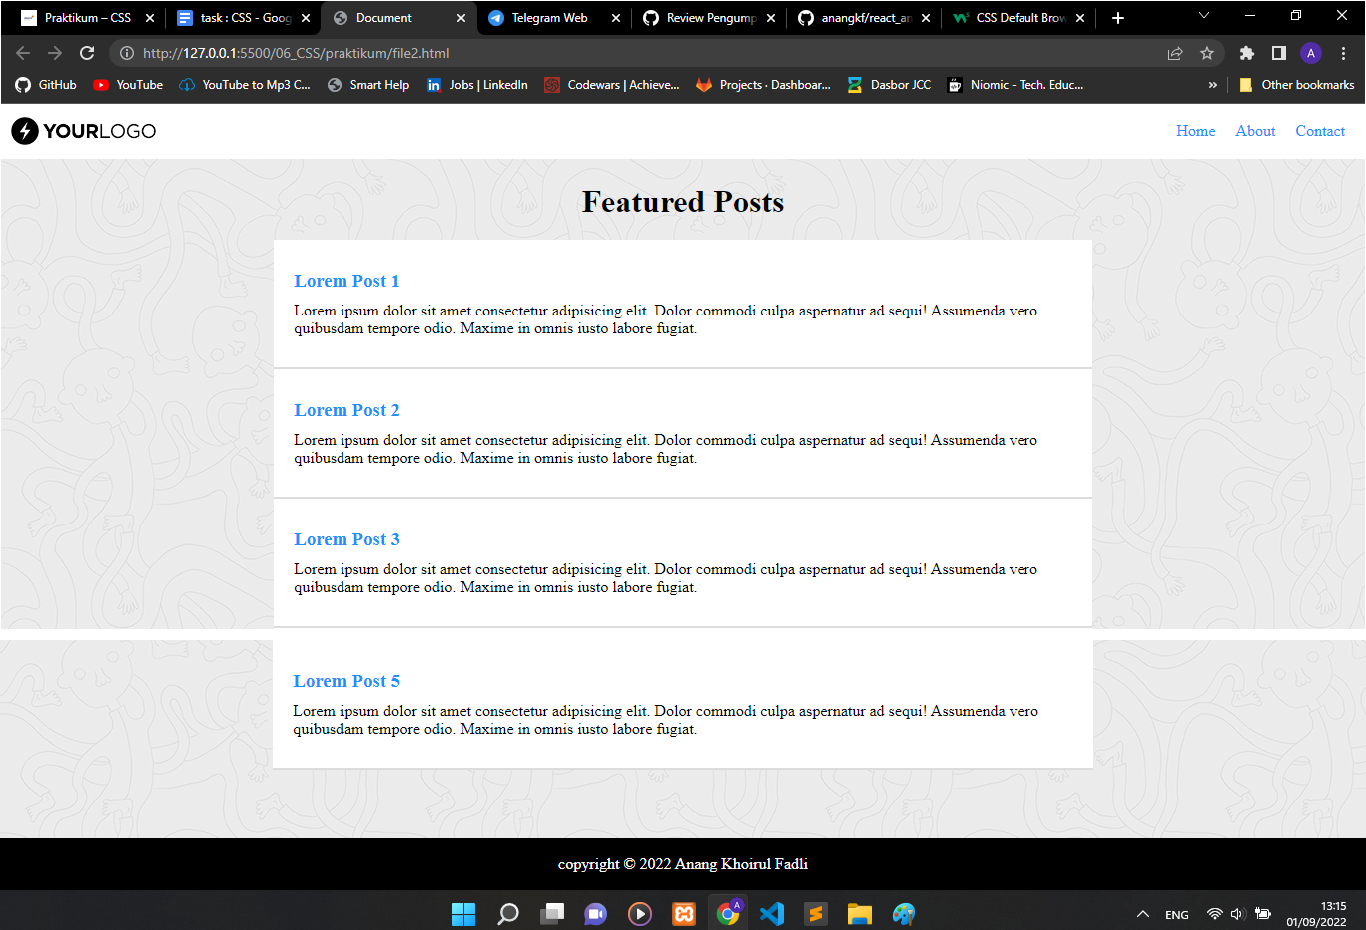 Praktikum – CSS
task : CSS - Goog
Document
Telegram Web
Review Pengump
anangkf/react_an
CSS Default Brow
http://127.0.0.1:5500/06_CSS/praktikum/file2.html
A
GitHub
YouTube
YouTube to Mp3 C...
Smart Help
Jobs | LinkedIn
Codewars | Achieve...
Projects · Dashboar...
Dasbor JCC
Niomic - Tech. Educ...
»
Other bookmarks
YOURLOGO
Home
About
Contact
Featured Posts
Lorem Post 1
Lorem ipsum dolor sit amet consectetur adipisicing elit. Dolor commodi culpa aspernatur ad sequi! Assumenda vero
quibusdam tempore odio. Maxime in omnis iusto labore fugiat.
Lorem Post 2
Lorem ipsum dolor sit amet consectetur adipisicing elit. Dolor commodi culpa aspernatur ad sequi! Assumenda vero
quibusdam tempore odio. Maxime in omnis iusto labore fugiat.
Lorem Post 3
Lorem ipsum dolor sit amet consectetur adipisicing elit. Dolor commodi culpa aspernatur ad sequi! Assumenda vero
quibusdam tempore odio. Maxime in omnis iusto labore fugiat.
Lorem Post 5
Lorem ipsum dolor sit amet consectetur adipisicing elit. Dolor commodi culpa aspernatur ad sequi! Assumenda vero
quibusdam tempore odio. Maxime in omnis iusto labore fugiat.
copyright © 2022 Anang Khoirul Fadli
A
ENG
13:15
01/09/2022